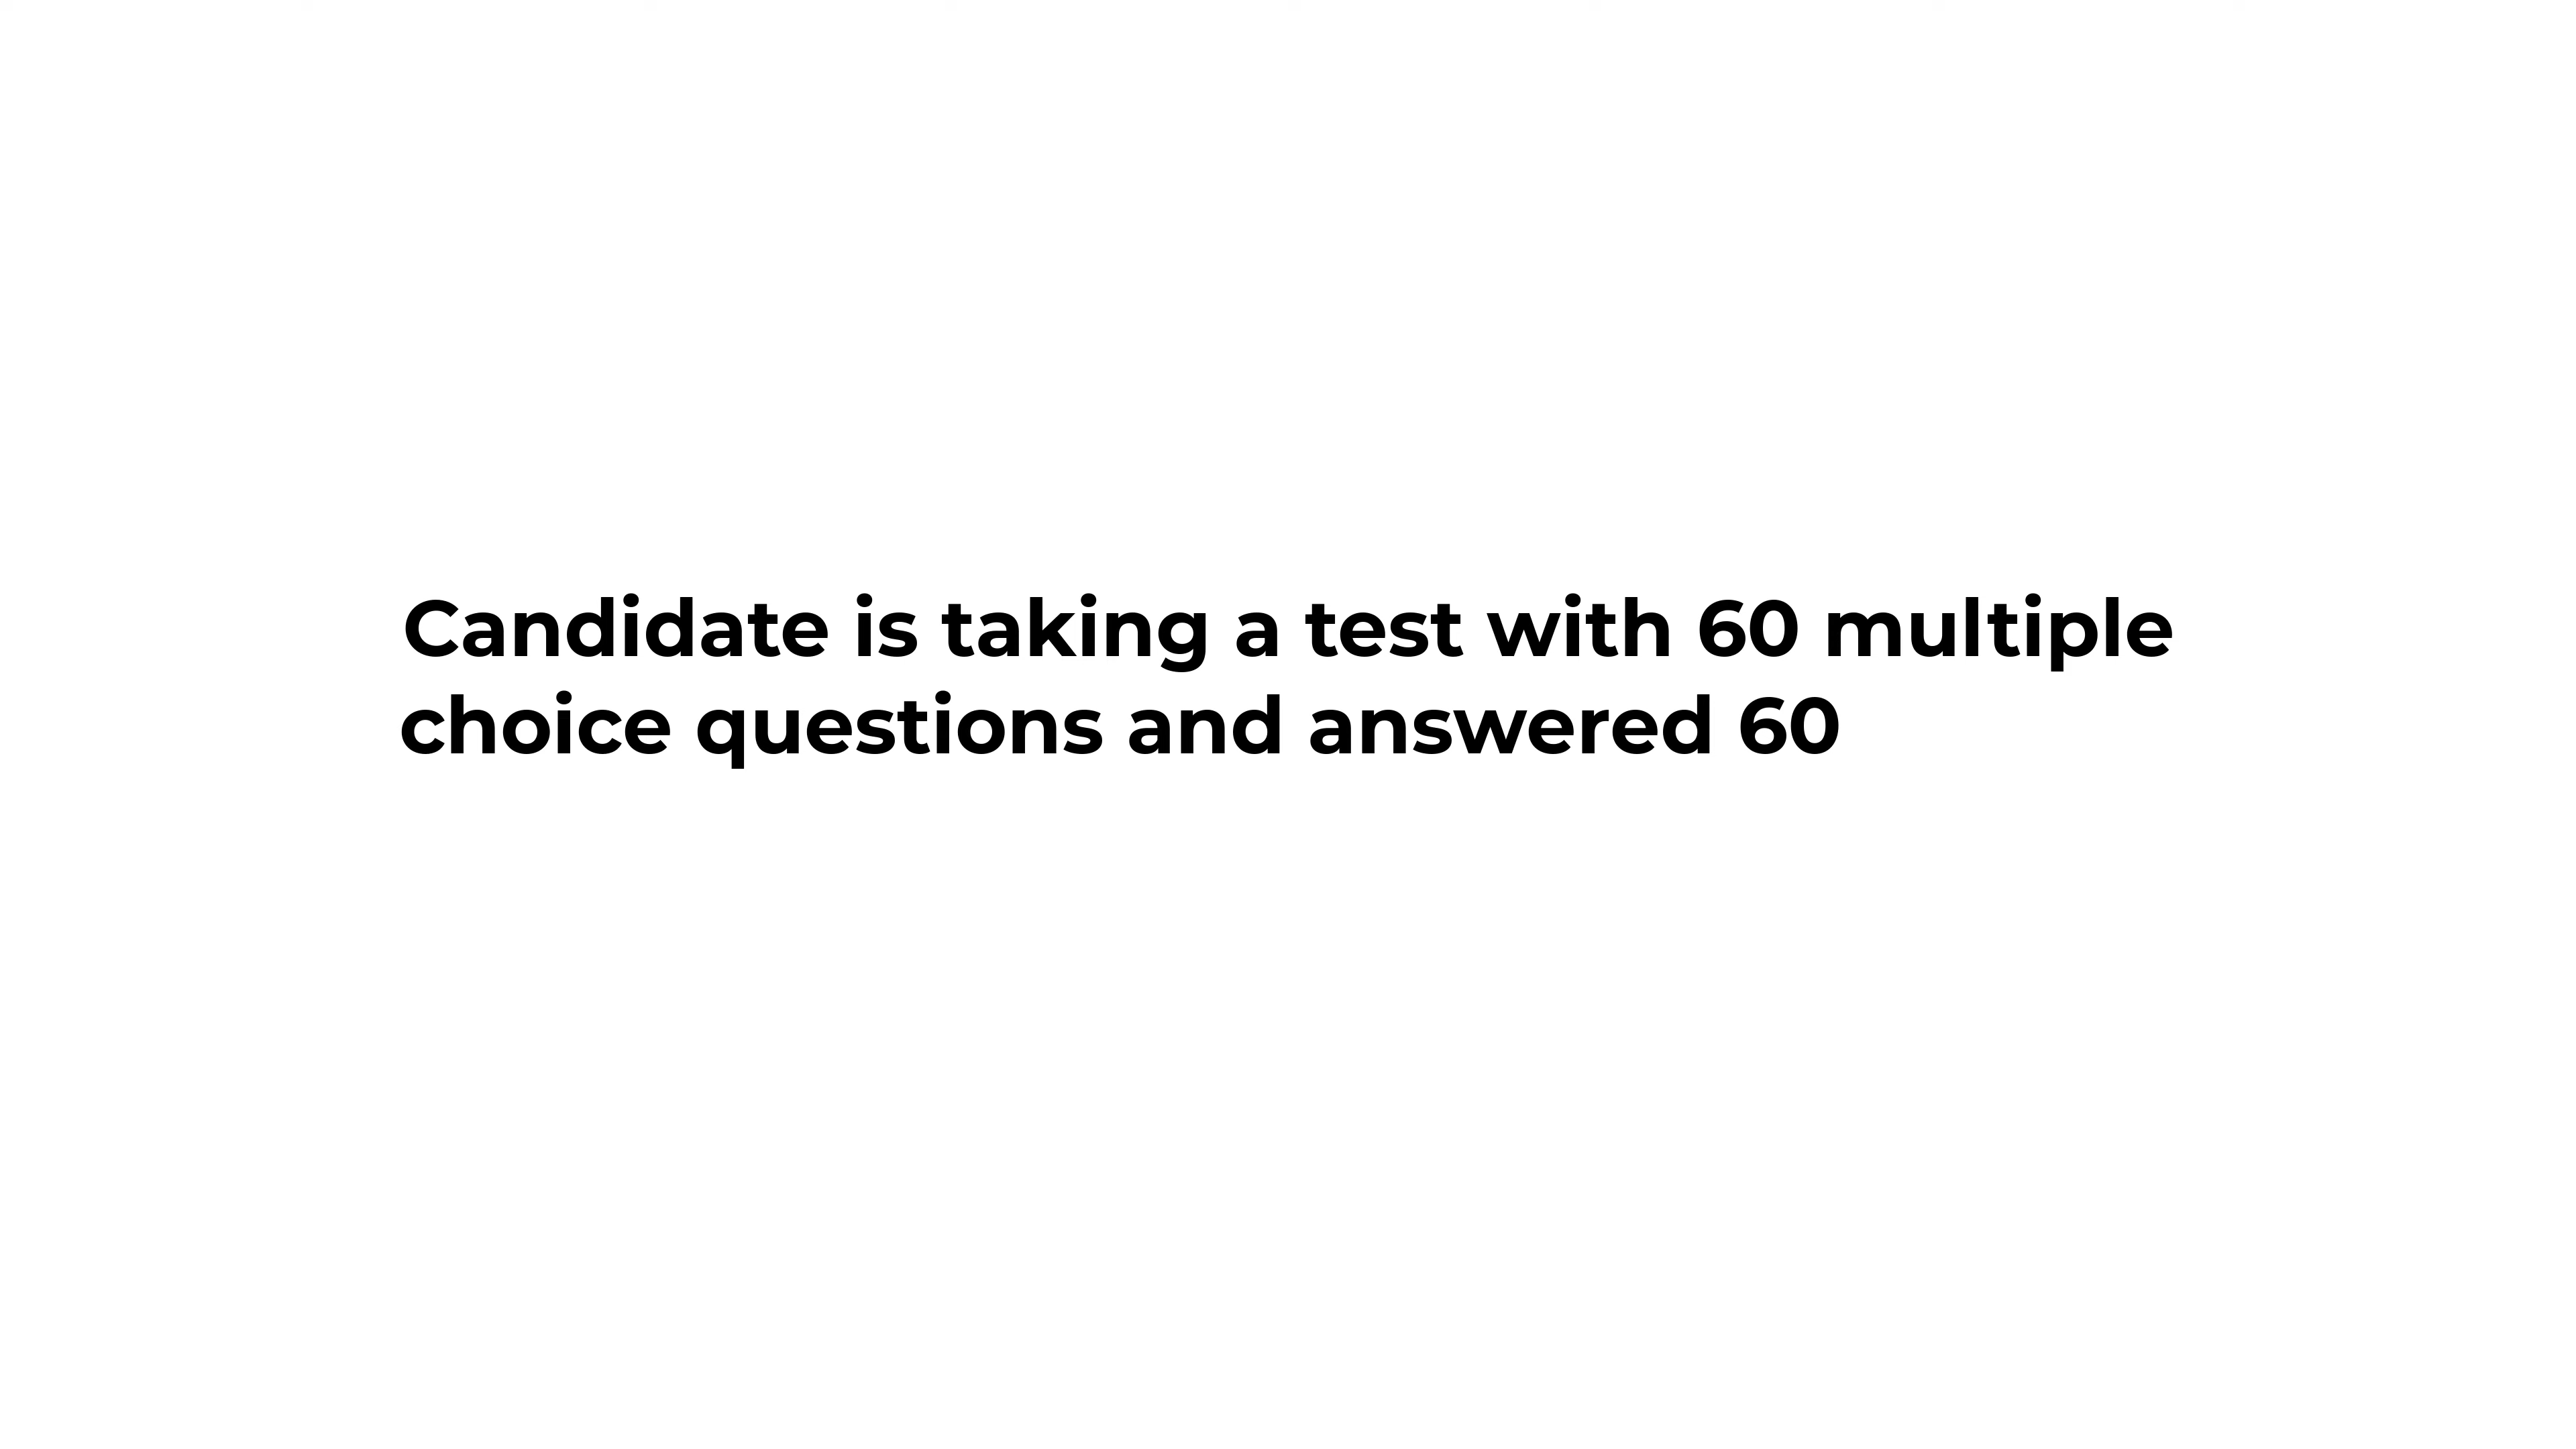 Candidate is taking a test with 60 multiple
choice questions and answered 60